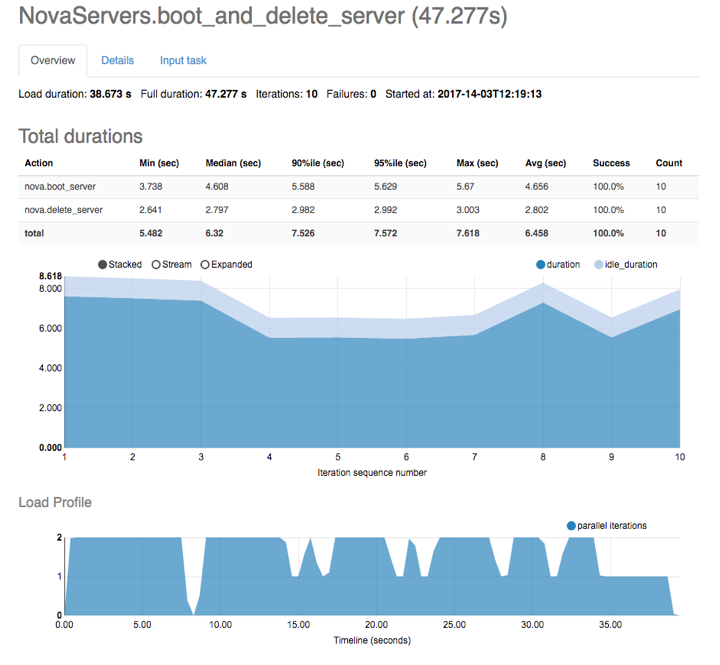 NovaServers.boot_and_delete_server (47.277s)
Overview Details Input task
Load duration: 38.673 s Full duration: 47.277 s Iterations: 10 Failures: 0 Started at: 2017-14-03T12:19:13
Total durations
Action Min (sec) Median (sec) 90%ile (sec) 95%ile (sec) Max (sec) Avg (sec) Success Count
nova.boot_server 3.738 4.608 5.588 5.629 5.67 4.656 100.0% 10
nova.delete_server 2.641 2.797 2.982 2.992 3.003 2.802 100.0% 10
total 5.482 6.32 7.526 7.572 7.618 6.458 100.0% 10
Stacked Stream Expanded duration idle_duration
8.618
8.000
6.000
4.000
2.000
0.000
1 2 3 4 5 6 7 8 9 10
Iteration sequence number
Load Profile
parallel iterations
2
1
0
0.00 5.00 10.00 15.00 20.00 25.00 30.00 35.00
Timeline (seconds)